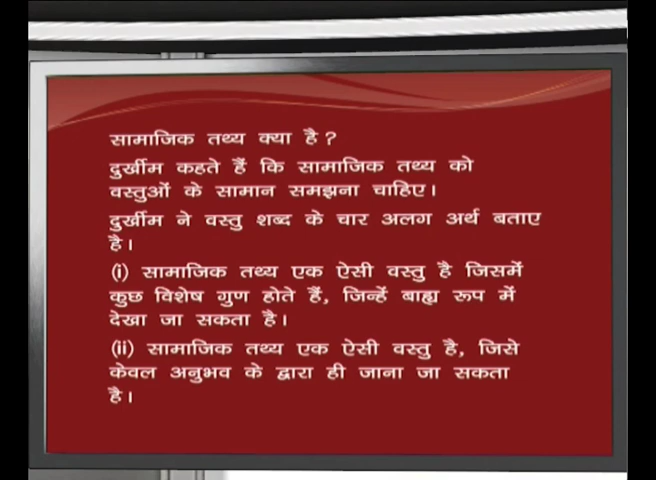 सामाजिक तथ्य क्या है ?
दुर्खीम कहते हैं कि सामाजिक तथ्य को
वस्तुओं के सामान समझना चाहिए।
दुर्खीम ने वस्तु शब्द के चार अलग अर्थ बताए
है।
(i) सामाजिक तथ्य एक ऐसी वस्तु है जिसमें
कुछ विशेष गुण होते हैं, जिन्हें बाह्य रूप में
देखा जा सकता है।
(ii) सामाजिक तथ्य एक ऐसी वस्तु है, जिसे
केवल अनुभव के द्वारा ही जाना जा सकता
है।